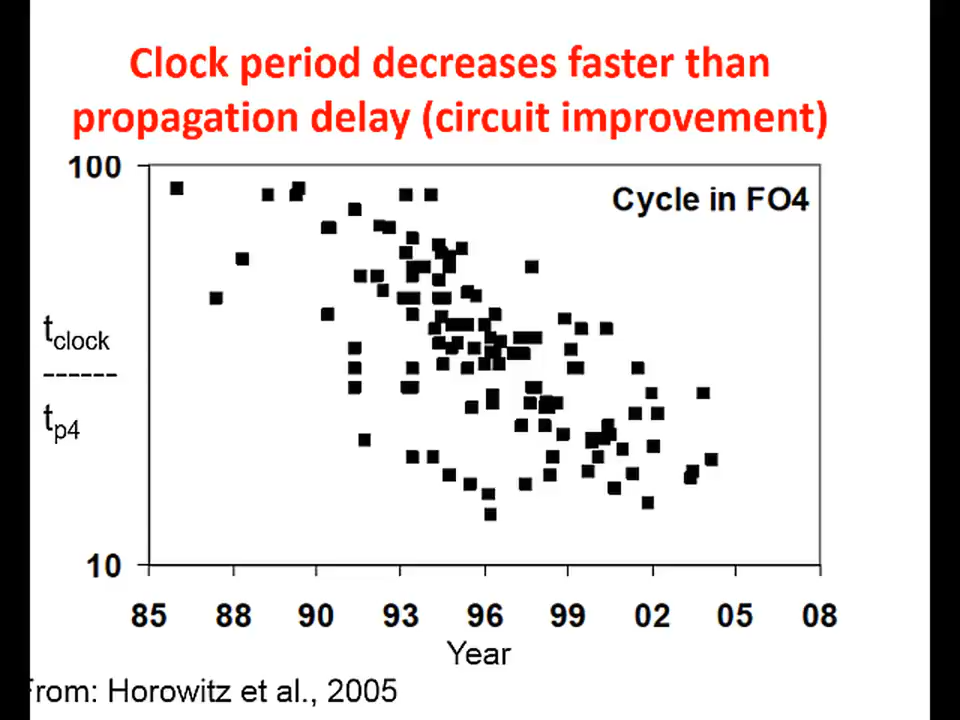 Clock period decreases faster than
propagation delay (circuit improvement)
100
Cycle in FO4
tclock
------
tp4
10
85 88 90 93 96 99 02 05 08
Year
From: Horowitz et al., 2005